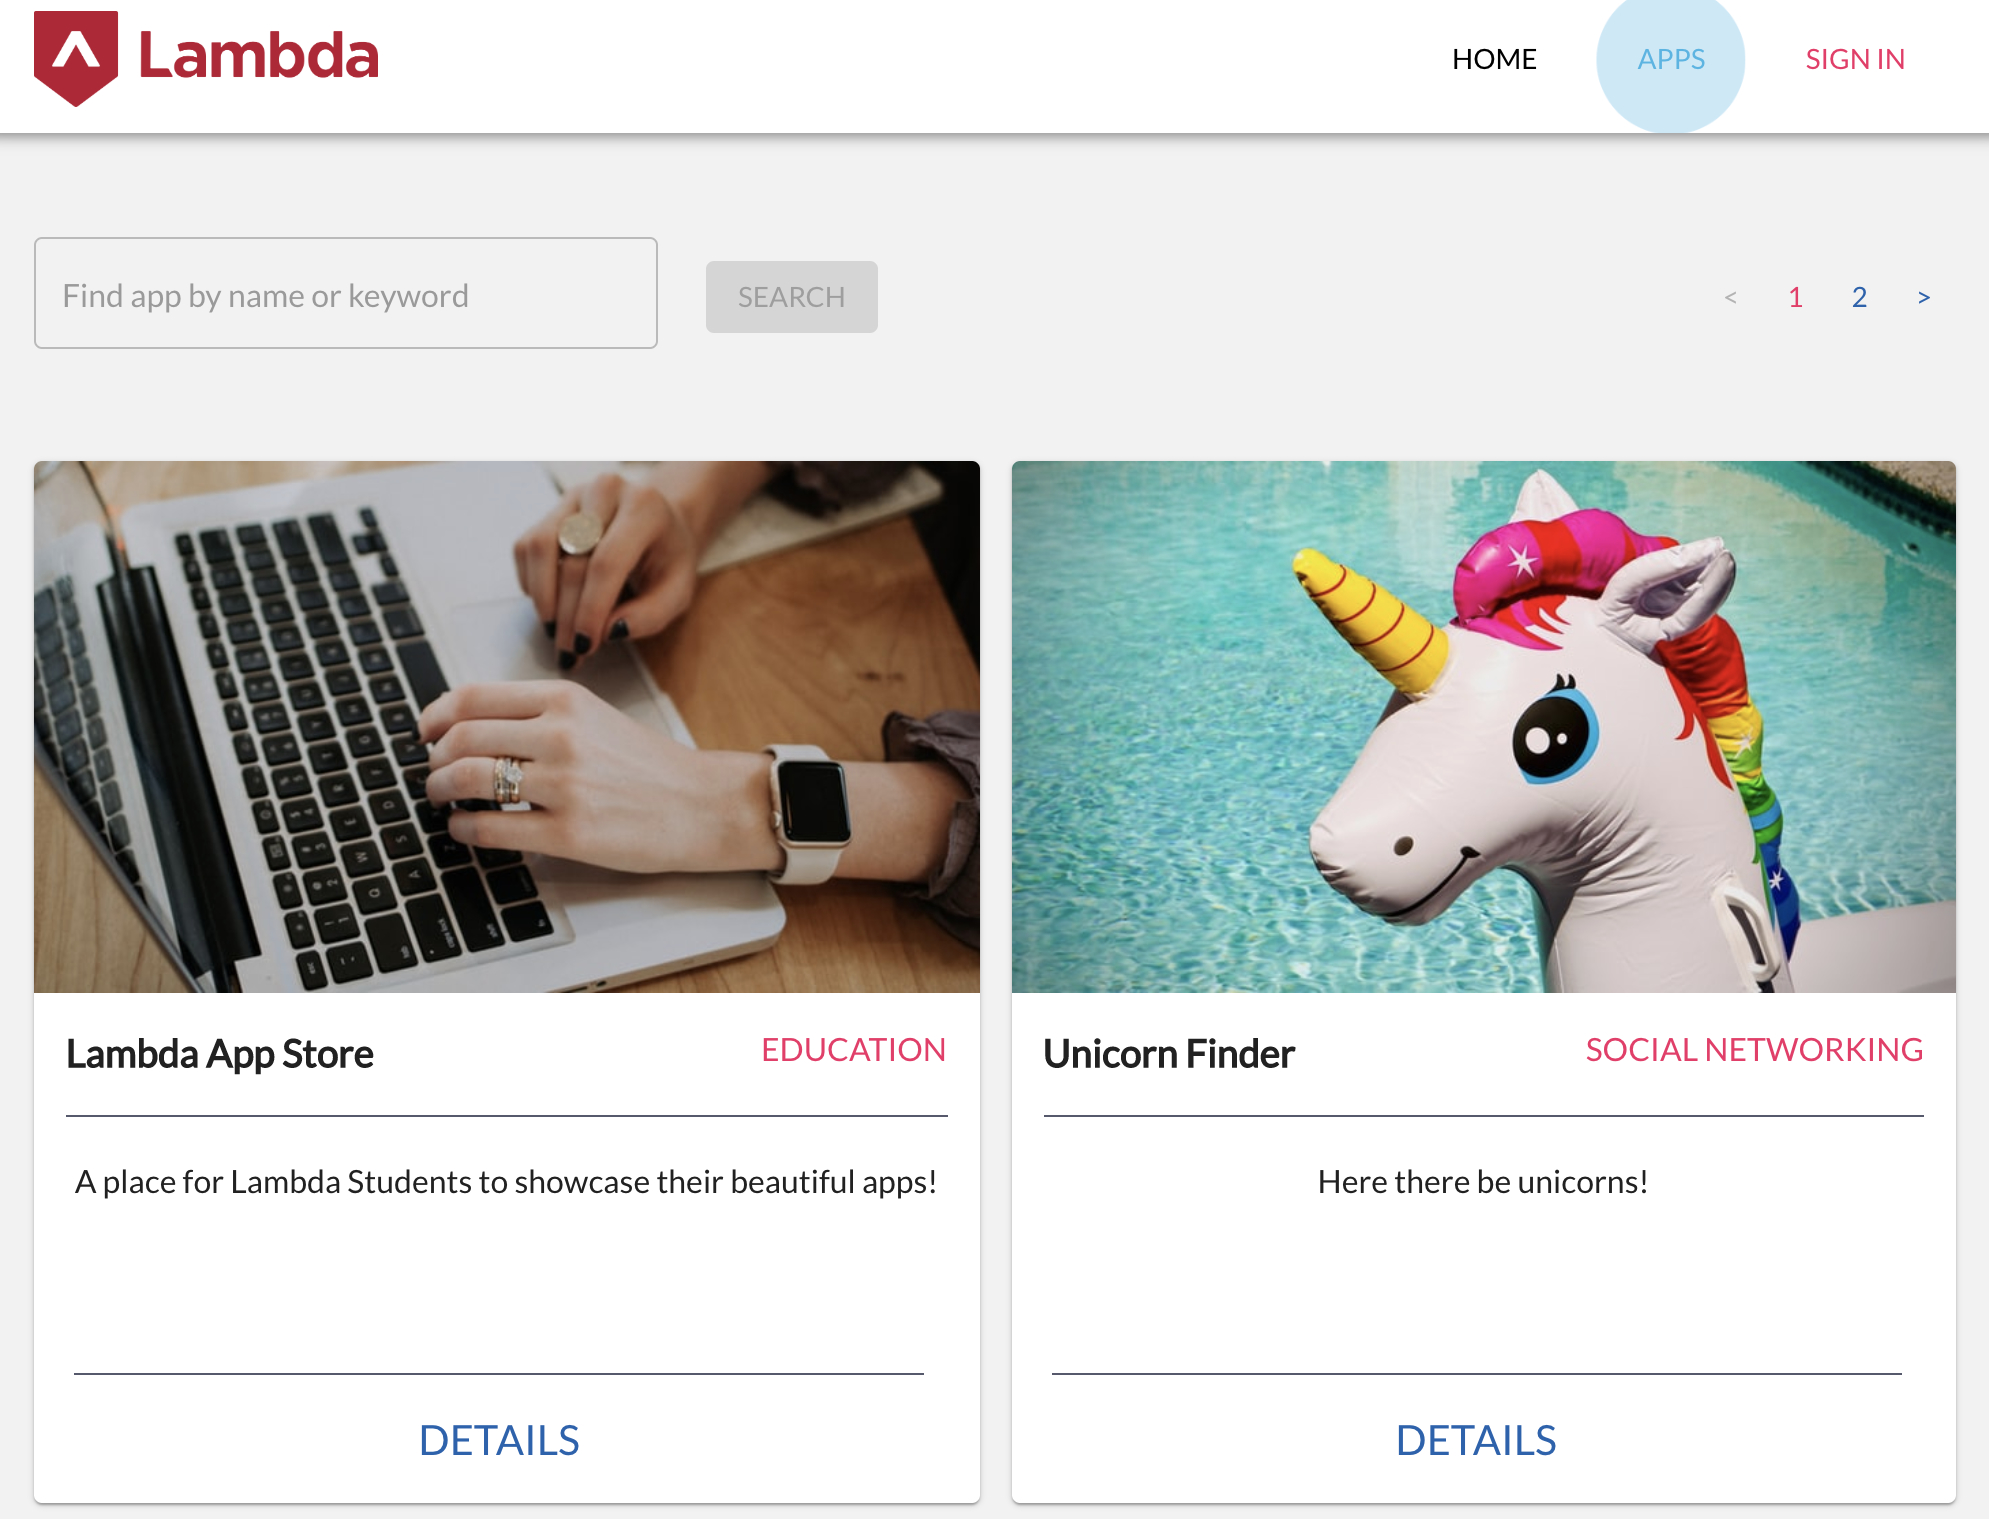 Lambda
HOME APPS SIGN IN
Find app by name or keyword SEARCH < 1 2 >
Lambda App Store EDUCATION
A place for Lambda Students to showcase their beautiful apps!
DETAILS
Unicorn Finder SOCIAL NETWORKING
Here there be unicorns!
DETAILS